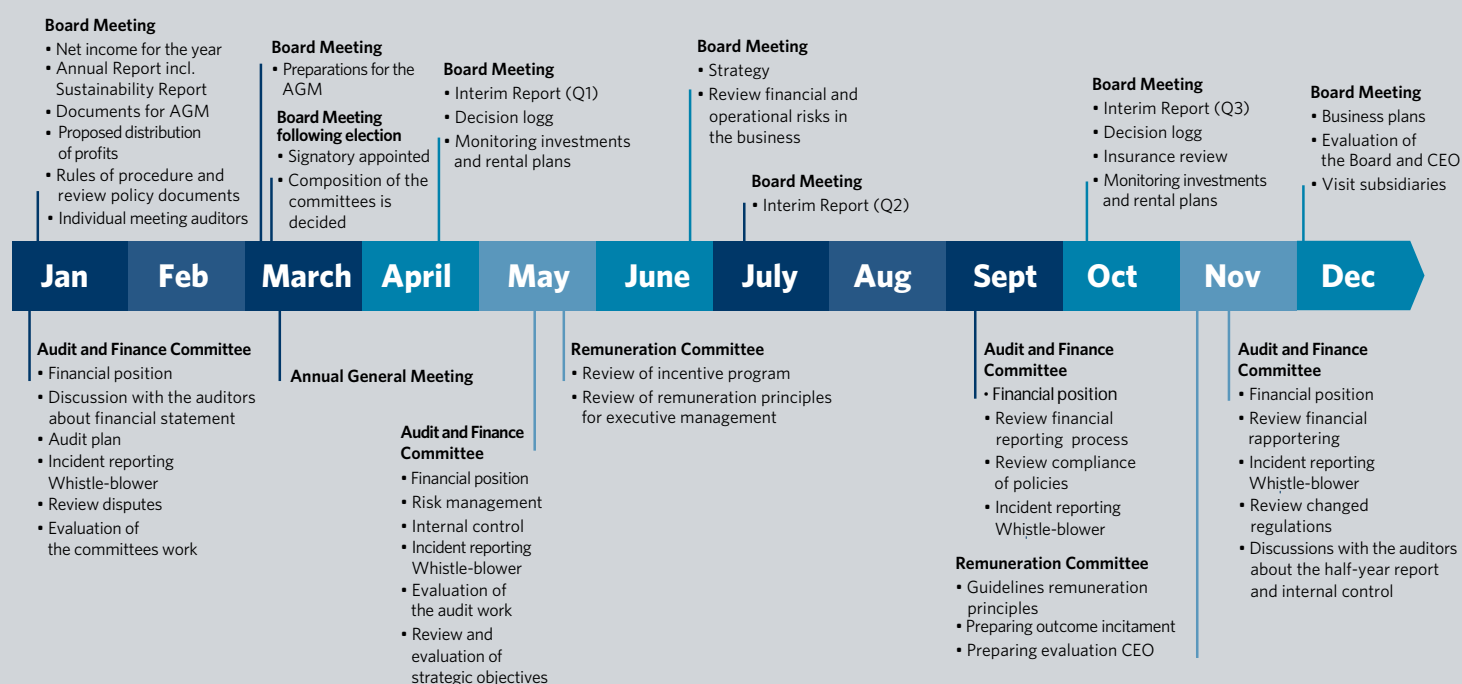 Board Meeting
• Net income for the year
• Annual Report incl.
Sustainability Report
• Documents for AGM
• Proposed distribution
of profits
• Rules of procedure and
review policy documents
• Individual meeting auditors
Board Meeting
• Preparations for the
AGM
Board Meeting
following election
• Signatory appointed
• Composition of the
committees is
decided
Board Meeting
• Interim Report (Q1)
• Decision logg
• Monitoring investments
and rental plans
Board Meeting
• Strategy
• Review financial and
operational risks in
the business
Board Meeting
• Interim Report (Q2)
Board Meeting
• Interim Report (Q3)
• Decision logg
• Insurance review
• Monitoring investments
and rental plans
Board Meeting
• Business plans
• Evaluation of
the Board and CEO
• Visit subsidiaries
Jan Feb March April May June July Aug Sept Oct Nov Dec
Audit and Finance Committee
• Financial position
• Discussion with the auditors
about financial statement
• Audit plan
• Incident reporting
Whistle-blower
• Review disputes
• Evaluation of
the committees work
Annual General Meeting
Audit and Finance
Committee
• Financial position
• Risk management
• Internal control
• Incident reporting
Whistle-blower
• Evaluation of
the audit work
• Review and
evaluation of
strategic objectives
Remuneration Committee
• Review of incentive program
• Review of remuneration principles
for executive management
Audit and Finance
Committee
• Financial position
• Review financial
reporting process
• Review compliance
of policies
• Incident reporting
Whistle-blower
Remuneration Committee
• Guidelines remuneration
principles
• Preparing outcome incitament
• Preparing evaluation CEO
Audit and Finance
Committee
• Financial position
• Review financial
rapportering
• Incident reporting
Whistle-blower
• Review changed
regulations
• Discussions with the auditors
about the half-year report
and internal control